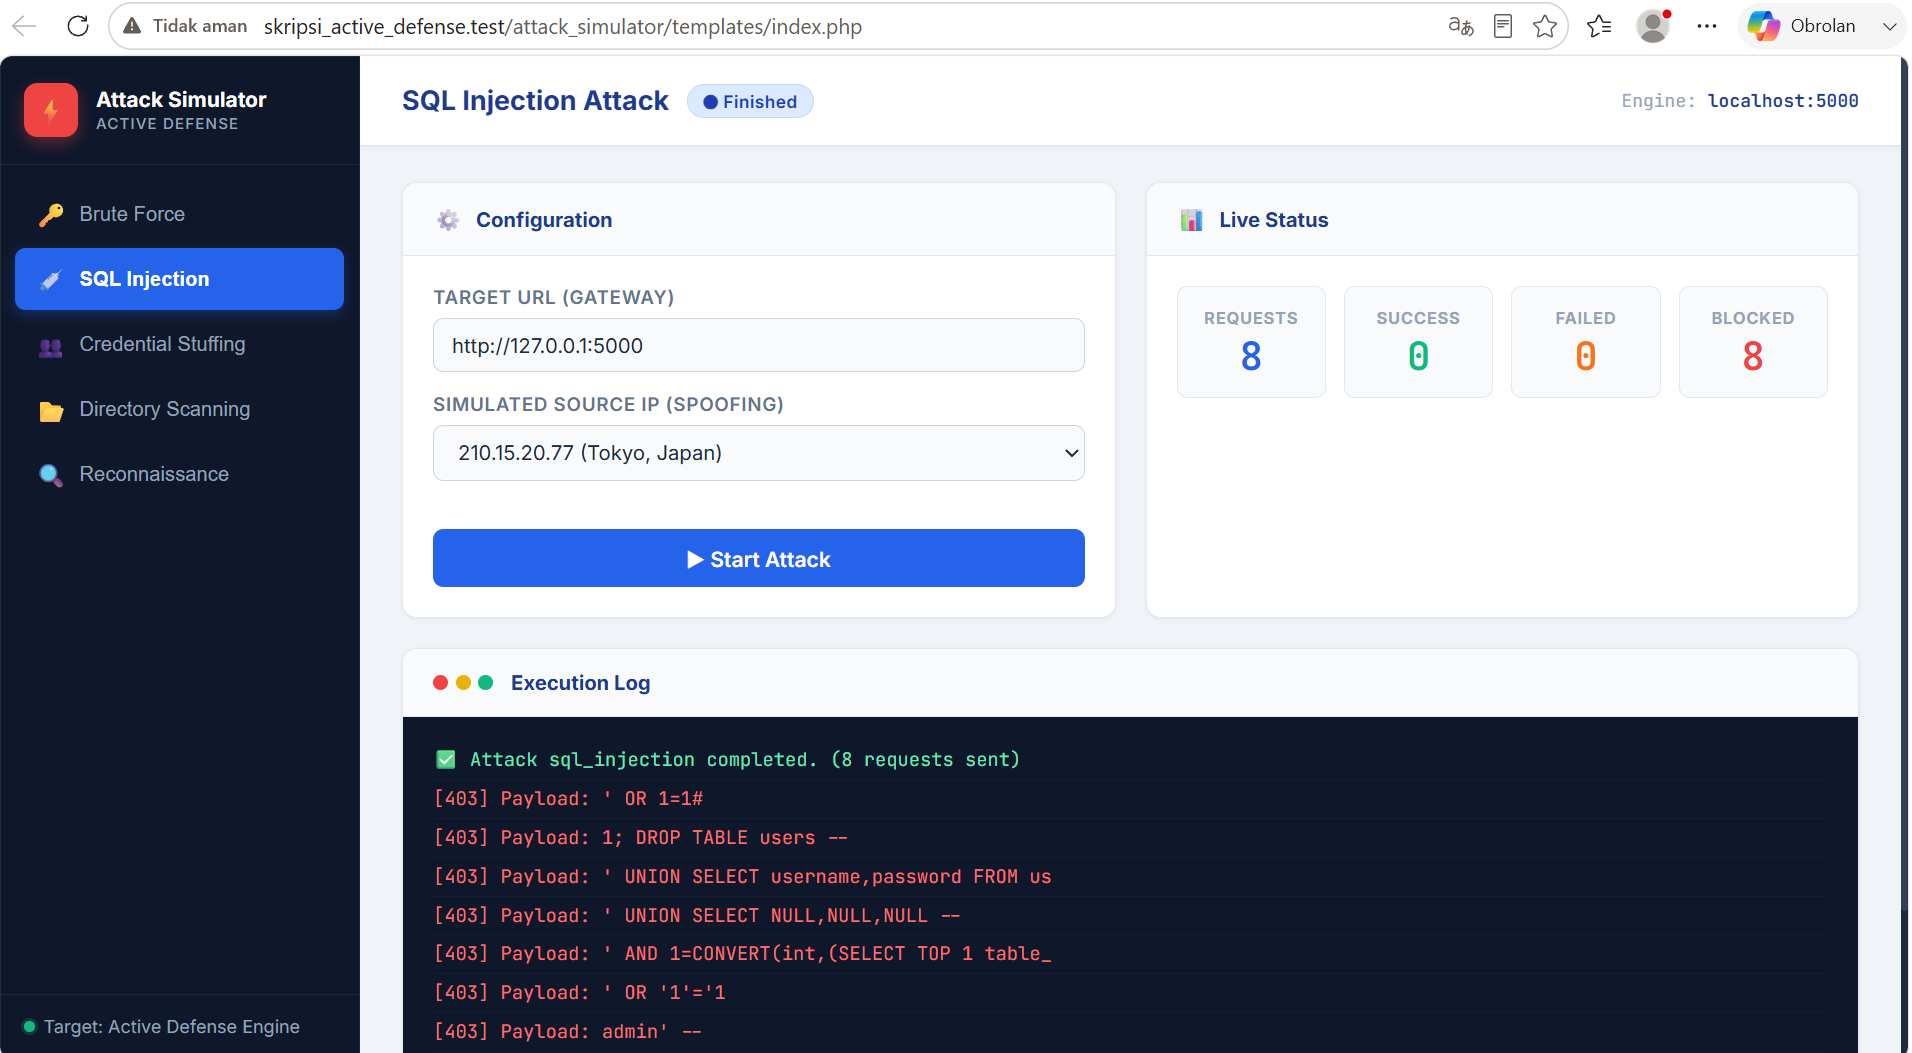 Tidak aman
skripsi_active_defense.test/attack_simulator/templates/index.php
Obrolan
Attack Simulator
ACTIVE DEFENSE
Brute Force
SQL Injection
Credential Stuffing
Directory Scanning
Reconnaissance
Target: Active Defense Engine
SQL Injection Attack
Finished
Engine: localhost:5000
Configuration
TARGET URL (GATEWAY)
http://127.0.0.1:5000
SIMULATED SOURCE IP (SPOOFING)
210.15.20.77 (Tokyo, Japan)
▶ Start Attack
Live Status
REQUESTS
8
SUCCESS
0
FAILED
0
BLOCKED
8
Execution Log
✅ Attack sql_injection completed. (8 requests sent)
[403] Payload: ' OR 1=1#
[403] Payload: 1; DROP TABLE users --
[403] Payload: ' UNION SELECT username,password FROM us
[403] Payload: ' UNION SELECT NULL,NULL,NULL --
[403] Payload: ' AND 1=CONVERT(int,(SELECT TOP 1 table_
[403] Payload: ' OR '1'='1
[403] Payload: admin' --